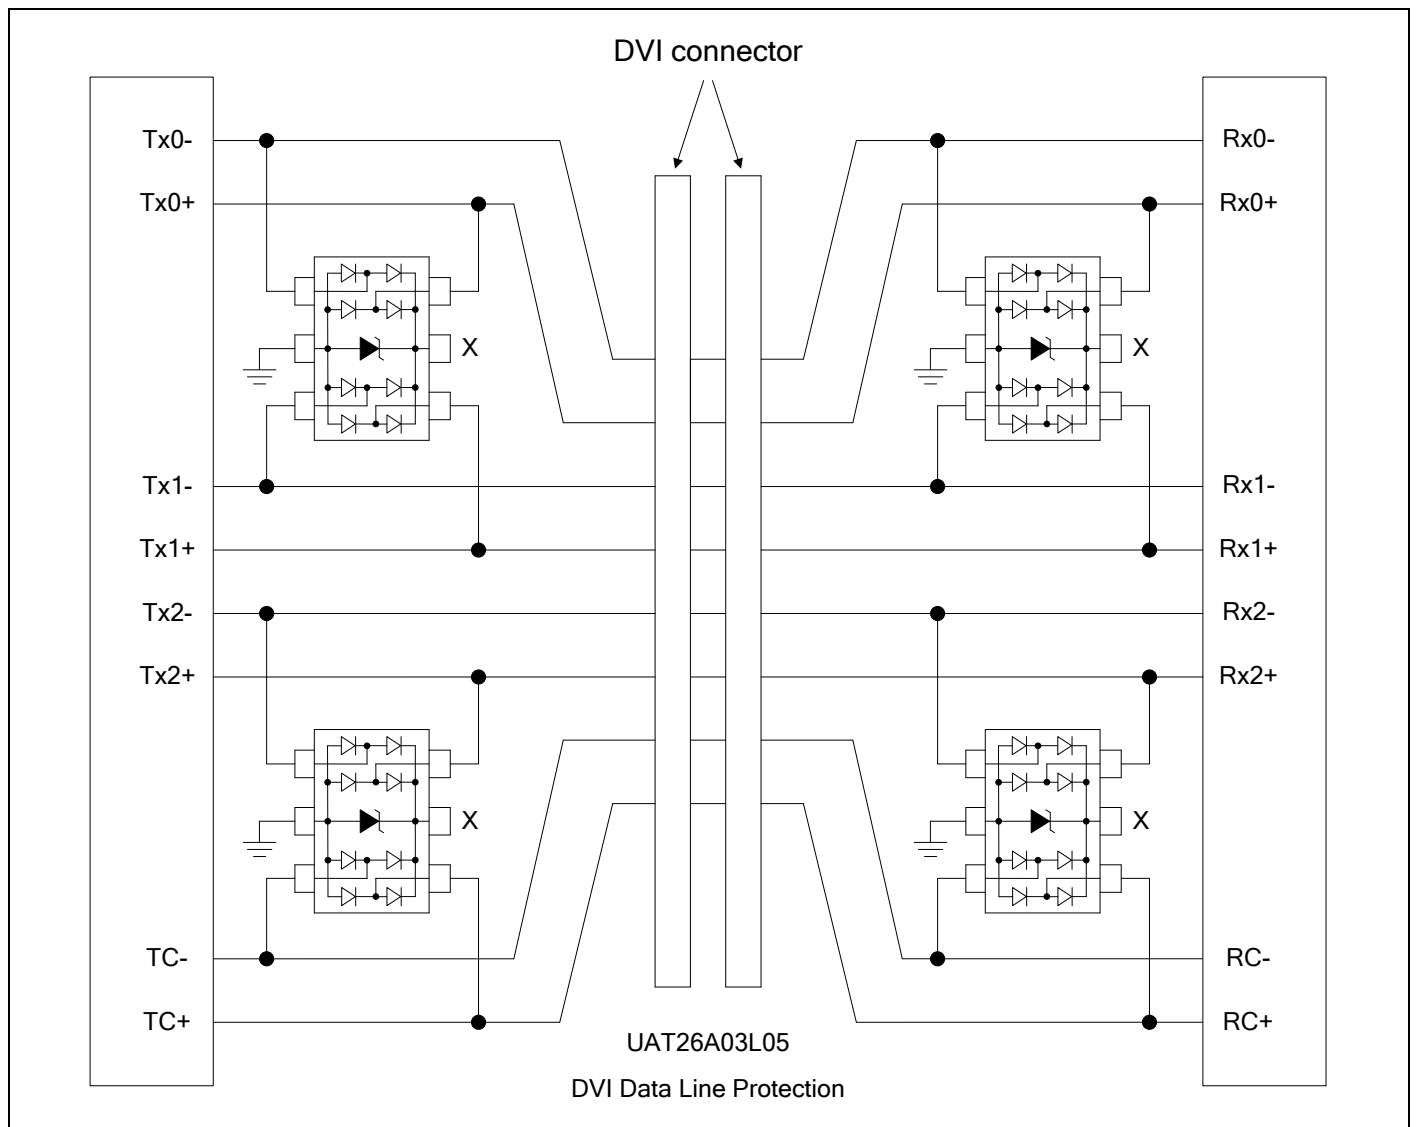 DVI connector
Tx0-
Rx0-
Tx0+
Rx0+
X
X
Tx1-
Rx1-
Tx1+
Rx1+
Tx2-
Rx2-
Tx2+
Rx2+
X
X
TC-
RC-
TC+
RC+
UAT26A03L05
DVI Data Line Protection